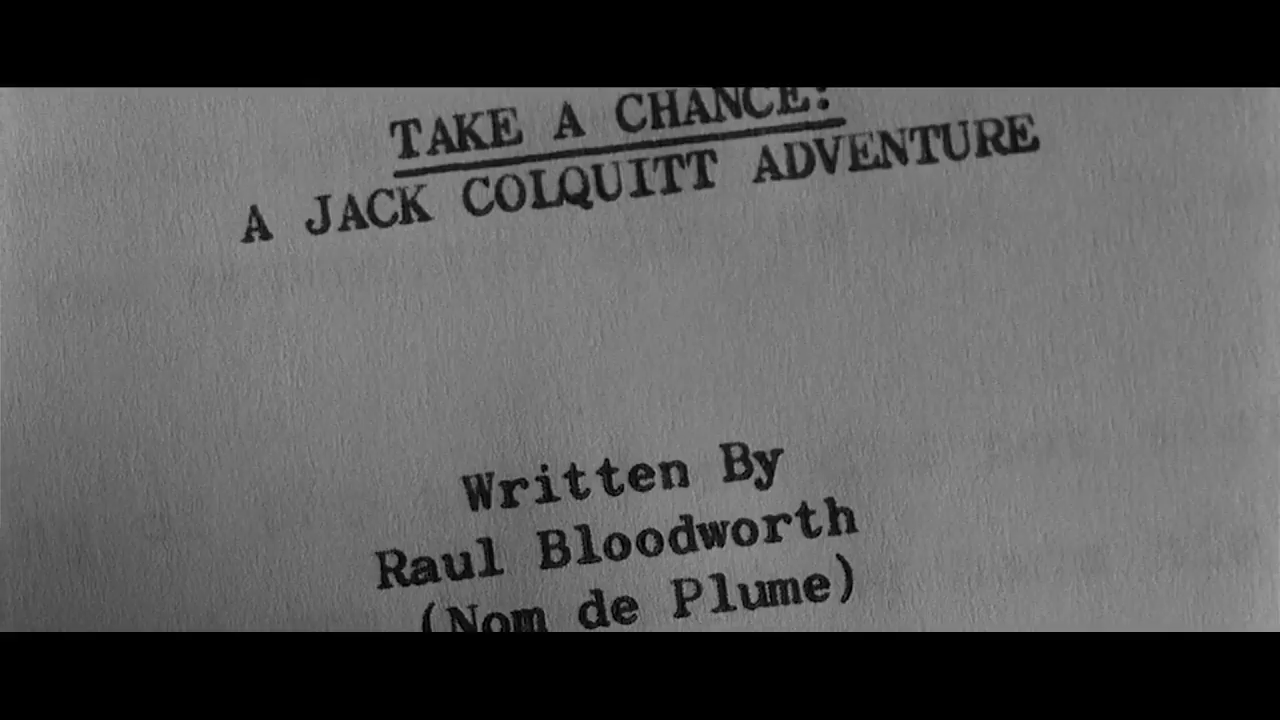 TAKE A CHANCE:
A JACK COLQUITT ADVENTURE
Written By
Raul Bloodworth
(Nom de Plume)